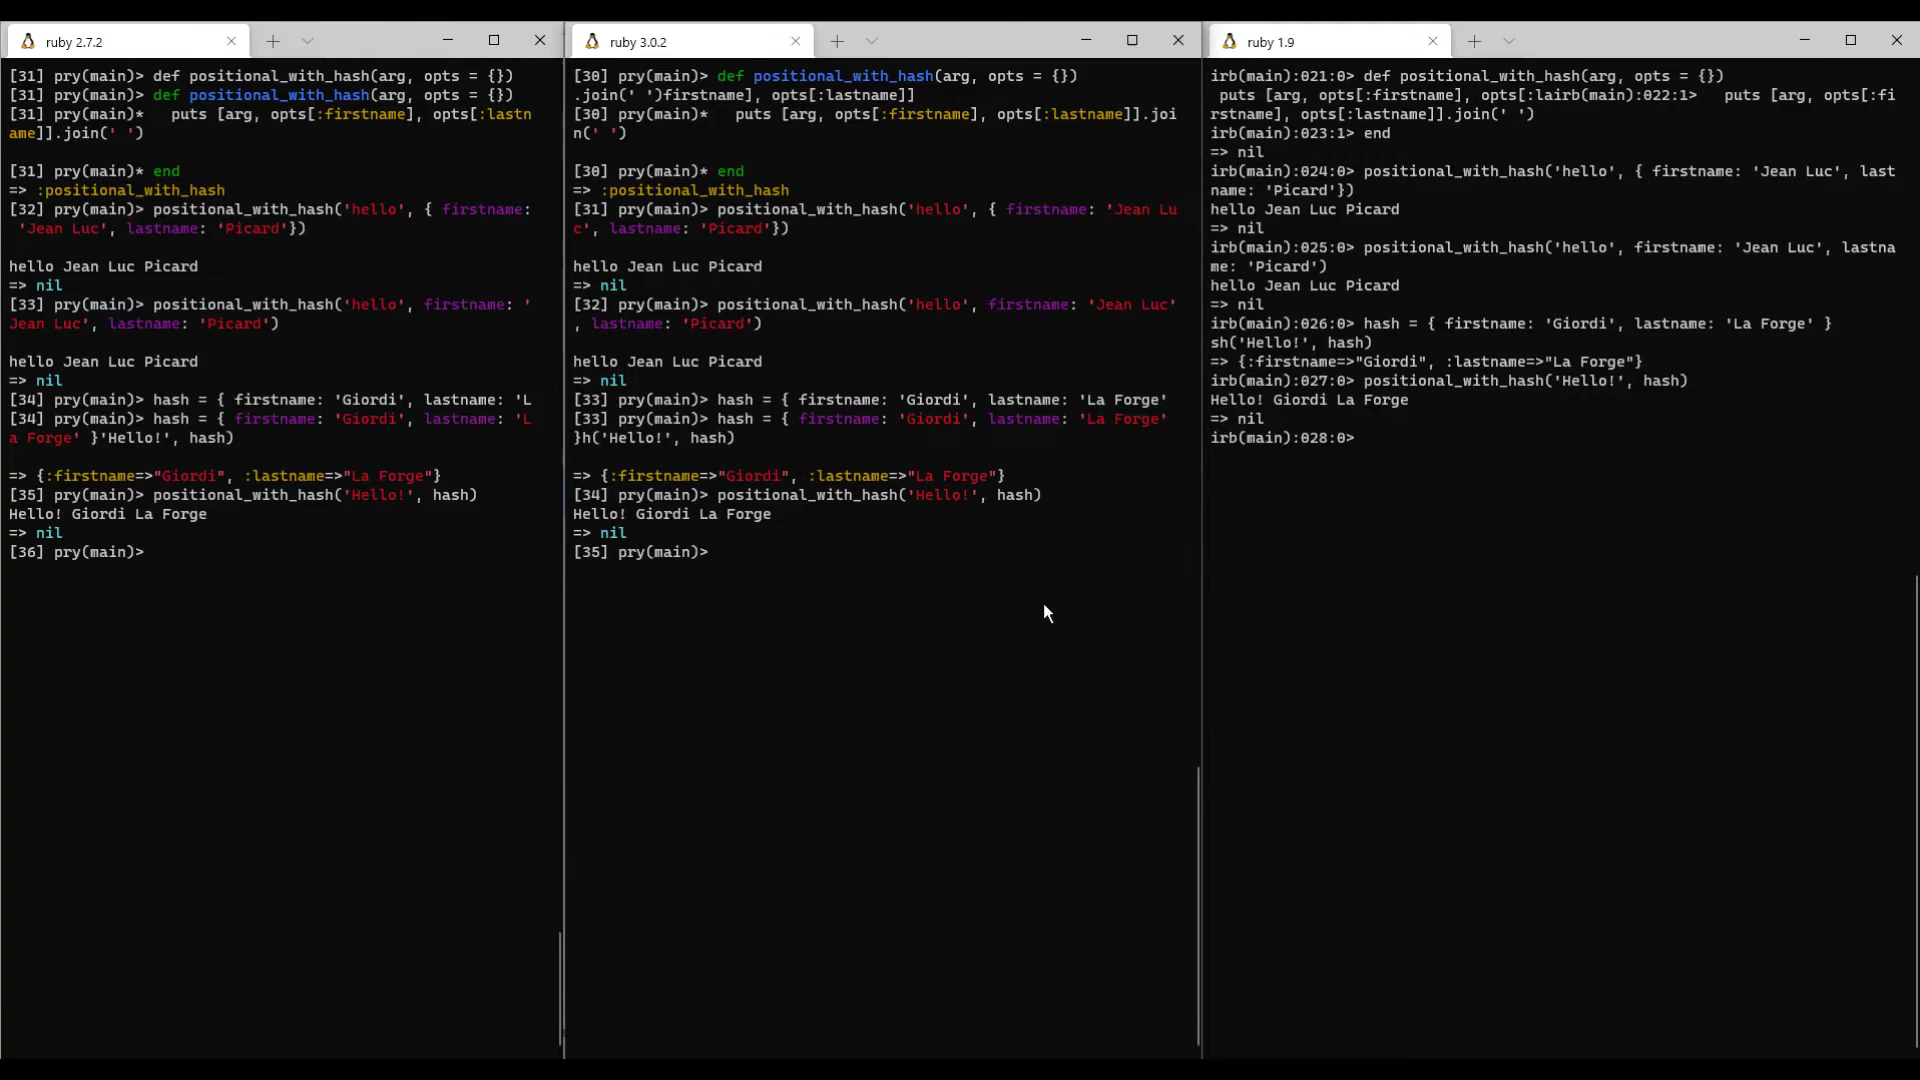 ruby 2.7.2
[31] pry(main)> def positional_with_hash(arg, opts = {})
[31] pry(main)> def positional_with_hash(arg, opts = {})
[31] pry(main)*   puts [arg, opts[:firstname], opts[:lastn
ame]].join(' ')
[31] pry(main)* end
=> :positional_with_hash
[32] pry(main)> positional_with_hash('hello', { firstname:
 'Jean Luc', lastname: 'Picard'})
hello Jean Luc Picard
=> nil
[33] pry(main)> positional_with_hash('hello', firstname: '
Jean Luc', lastname: 'Picard')
hello Jean Luc Picard
=> nil
[34] pry(main)> hash = { firstname: 'Giordi', lastname: 'L
[34] pry(main)> hash = { firstname: 'Giordi', lastname: 'L
a Forge' }'Hello!', hash)
=> {:firstname=>"Giordi", :lastname=>"La Forge"}
[35] pry(main)> positional_with_hash('Hello!', hash)
Hello! Giordi La Forge
=> nil
[36] pry(main)>
ruby 3.0.2
[30] pry(main)> def positional_with_hash(arg, opts = {})
.join(' ')firstname], opts[:lastname]]
[30] pry(main)*   puts [arg, opts[:firstname], opts[:lastname]].joi
n(' ')
[30] pry(main)* end
=> :positional_with_hash
[31] pry(main)> positional_with_hash('hello', { firstname: 'Jean Lu
c', lastname: 'Picard'})
hello Jean Luc Picard
=> nil
[32] pry(main)> positional_with_hash('hello', firstname: 'Jean Luc'
, lastname: 'Picard')
hello Jean Luc Picard
=> nil
[33] pry(main)> hash = { firstname: 'Giordi', lastname: 'La Forge'
[33] pry(main)> hash = { firstname: 'Giordi', lastname: 'La Forge'
}h('Hello!', hash)
=> {:firstname=>"Giordi", :lastname=>"La Forge"}
[34] pry(main)> positional_with_hash('Hello!', hash)
Hello! Giordi La Forge
=> nil
[35] pry(main)>
ruby 1.9
irb(main):021:0> def positional_with_hash(arg, opts = {})
 puts [arg, opts[:firstname], opts[:lairb(main):022:1>   puts [arg, opts[:fi
rstname], opts[:lastname]].join(' ')
irb(main):023:1> end
=> nil
irb(main):024:0> positional_with_hash('hello', { firstname: 'Jean Luc', last
name: 'Picard'})
hello Jean Luc Picard
=> nil
irb(main):025:0> positional_with_hash('hello', firstname: 'Jean Luc', lastna
me: 'Picard')
hello Jean Luc Picard
=> nil
irb(main):026:0> hash = { firstname: 'Giordi', lastname: 'La Forge' }
sh('Hello!', hash)
=> {:firstname=>"Giordi", :lastname=>"La Forge"}
irb(main):027:0> positional_with_hash('Hello!', hash)
Hello! Giordi La Forge
=> nil
irb(main):028:0>